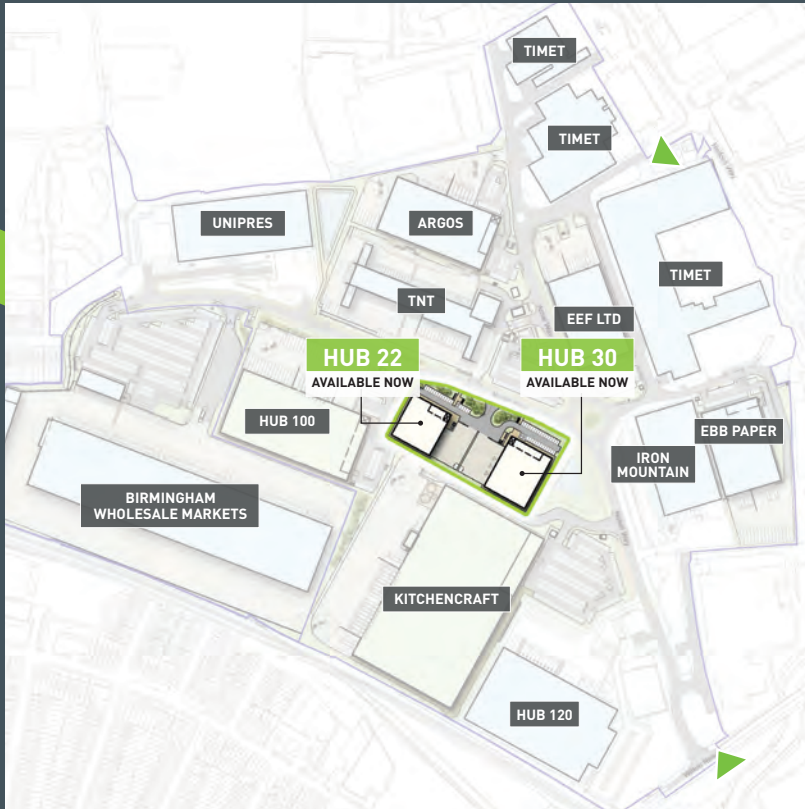 TIMET
TIMET
UNIPRES
ARGOS
TIMET
TNT
EEF LTD
HUB 22
AVAILABLE NOW
HUB 30
AVAILABLE NOW
HUB 100
EBB PAPER
IRON
MOUNTAIN
BIRMINGHAM
WHOLESALE MARKETS
KITCHENCRAFT
HUB 120